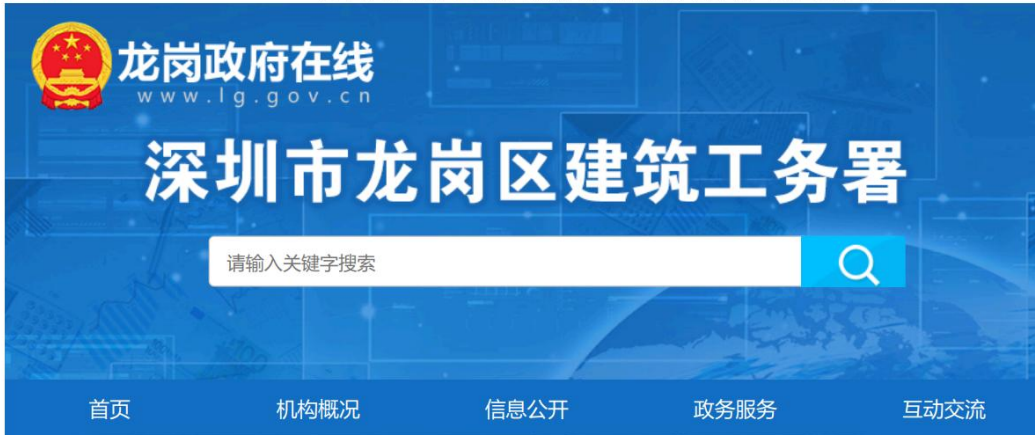 龙岗政府在线
www.lg.gov.cn
深圳市龙岗区建筑工务署
请输入关键字搜索
首页 机构概况 信息公开 政务服务 互动交流